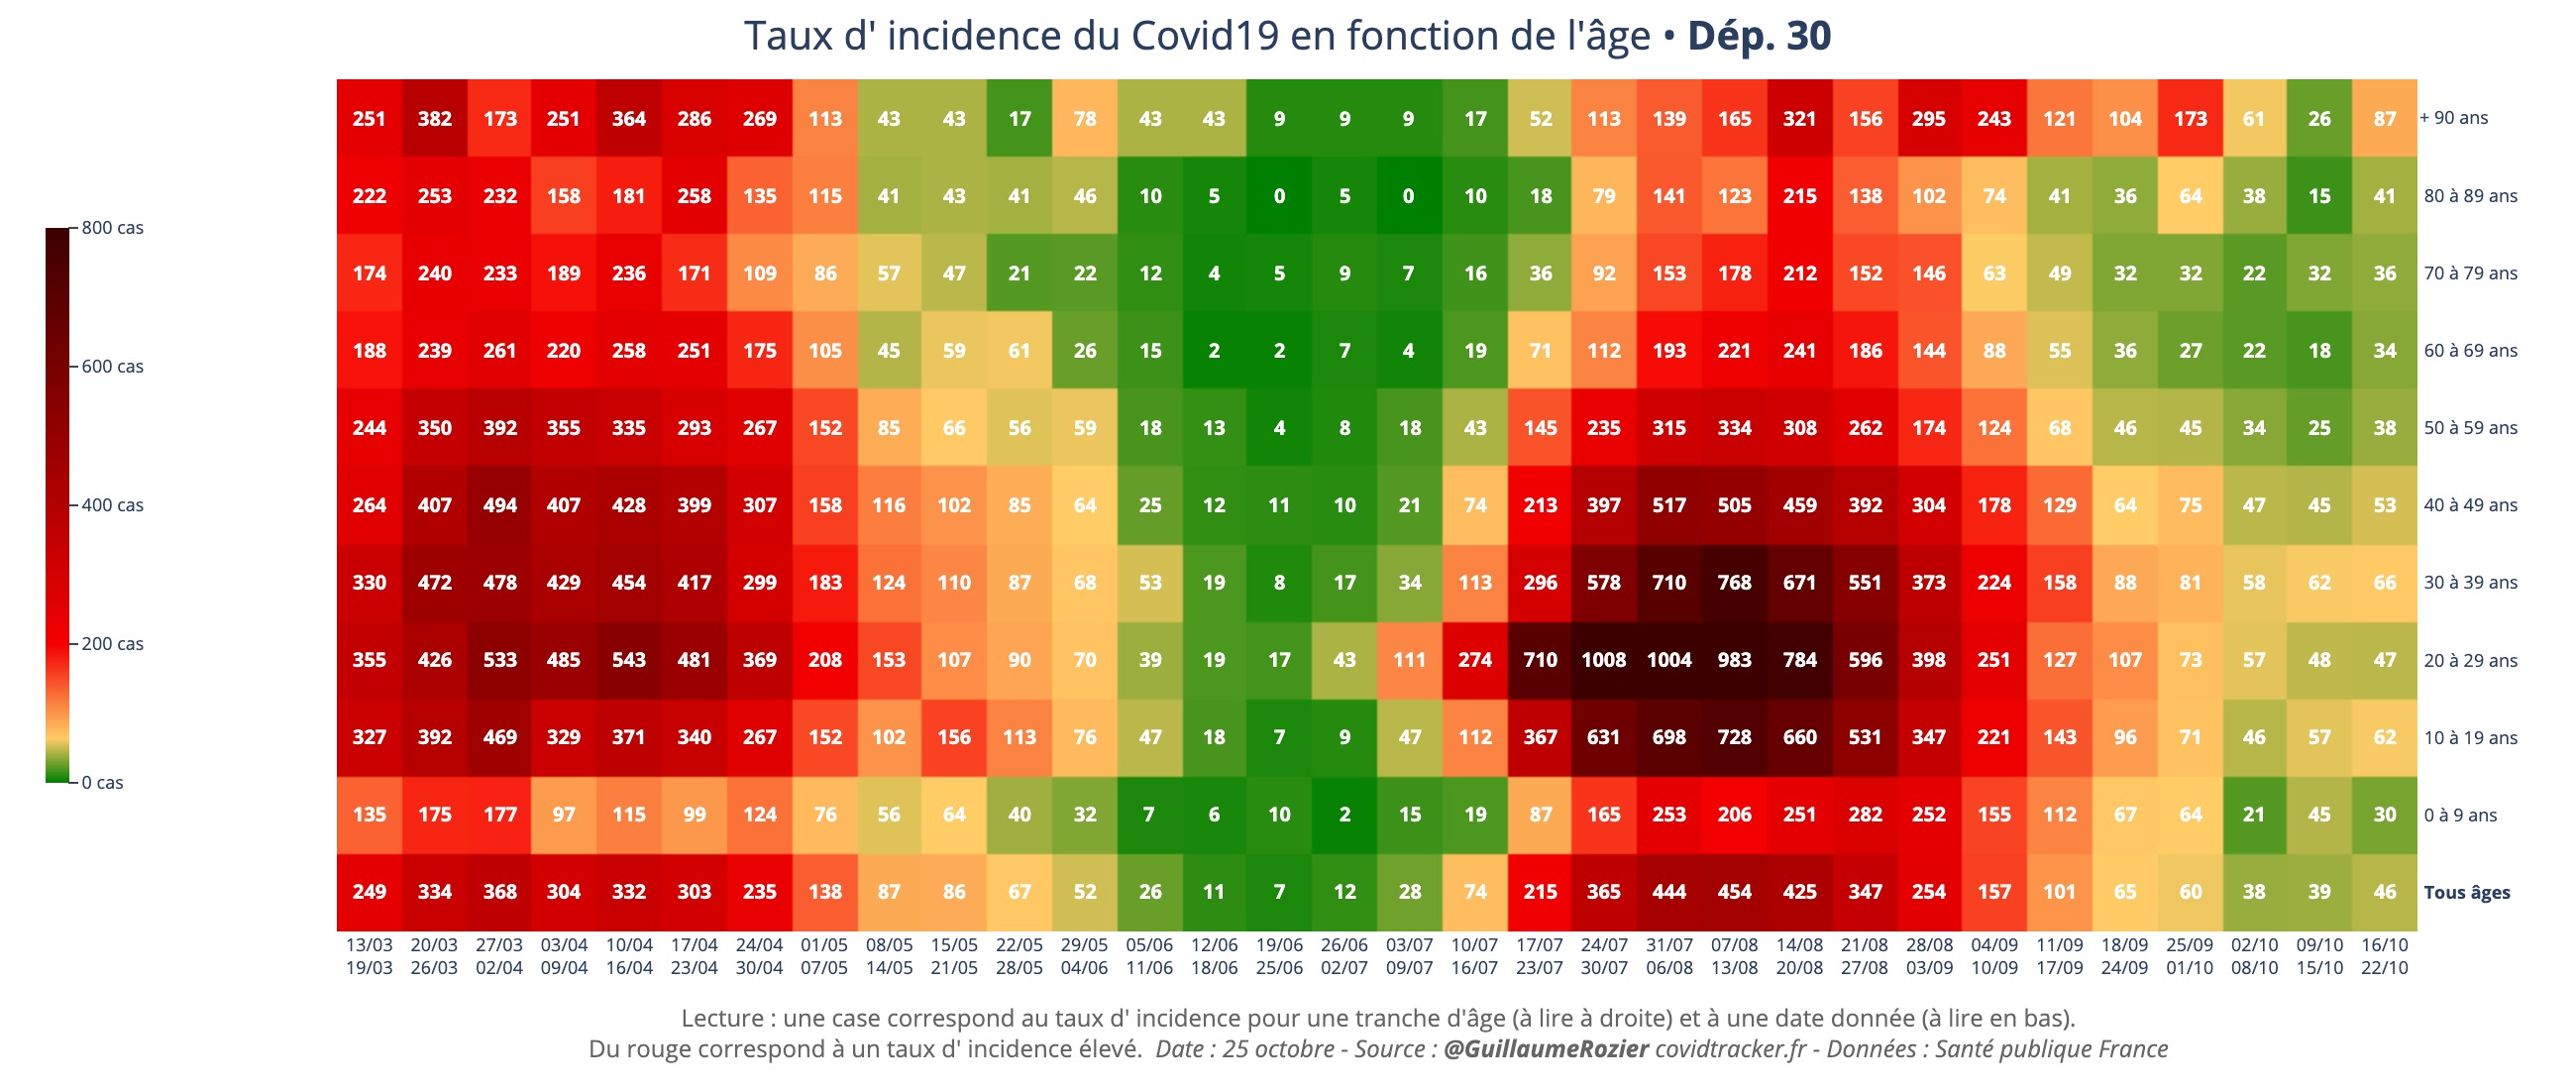 Taux d' incidence du Covid19 en fonction de l'âge • Dép. 30
800 cas
600 cas
400 cas
200 cas
0 cas
251 382 173 251 364 286 269 113 43 43 17 78 43 43 9 9 9 17 52 113 139 165 321 156 295 243 121 104 173 61 26 87 + 90 ans
222 253 232 158 181 258 135 115 41 43 41 46 10 5 0 5 0 10 18 79 141 123 215 138 102 74 41 36 64 38 15 41 80 à 89 ans
174 240 233 189 236 171 109 86 57 47 21 22 12 4 5 9 7 16 36 92 153 178 212 152 146 63 49 32 32 22 32 36 70 à 79 ans
188 239 261 220 258 251 175 105 45 59 61 26 15 2 2 7 4 19 71 112 193 221 241 186 144 88 55 36 27 22 18 34 60 à 69 ans
244 350 392 355 335 293 267 152 85 66 56 59 18 13 4 8 18 43 145 235 315 334 308 262 174 124 68 46 45 34 25 38 50 à 59 ans
264 407 494 407 428 399 307 158 116 102 85 64 25 12 11 10 21 74 213 397 517 505 459 392 304 178 129 64 75 47 45 53 40 à 49 ans
330 472 478 429 454 417 299 183 124 110 87 68 53 19 8 17 34 113 296 578 710 768 671 551 373 224 158 88 81 58 62 66 30 à 39 ans
355 426 533 485 543 481 369 208 153 107 90 70 39 19 17 43 111 274 710 1008 1004 983 784 596 398 251 127 107 73 57 48 47 20 à 29 ans
327 392 469 329 371 340 267 152 102 156 113 76 47 18 7 9 47 112 367 631 698 728 660 531 347 221 143 96 71 46 57 62 10 à 19 ans
135 175 177 97 115 99 124 76 56 64 40 32 7 6 10 2 15 19 87 165 253 206 251 282 252 155 112 67 64 21 45 30 0 à 9 ans
249 334 368 304 332 303 235 138 87 86 67 52 26 11 7 12 28 74 215 365 444 454 425 347 254 157 101 65 60 38 39 46 Tous âges
13/03 20/03 27/03 03/04 10/04 17/04 24/04 01/05 08/05 15/05 22/05 29/05 05/06 12/06 19/06 26/06 03/07 10/07 17/07 24/07 31/07 07/08 14/08 21/08 28/08 04/09 11/09 18/09 25/09 02/10 09/10 16/10
19/03 26/03 02/04 09/04 16/04 23/04 30/04 07/05 14/05 21/05 28/05 04/06 11/06 18/06 25/06 02/07 09/07 16/07 23/07 30/07 06/08 13/08 20/08 27/08 03/09 10/09 17/09 24/09 01/10 08/10 15/10 22/10
Lecture : une case correspond au taux d' incidence pour une tranche d'âge (à lire à droite) et à une date donnée (à lire en bas).
Du rouge correspond à un taux d' incidence élevé. Date : 25 octobre - Source : @GuillaumeRozier covidtracker.fr - Données : Santé publique France